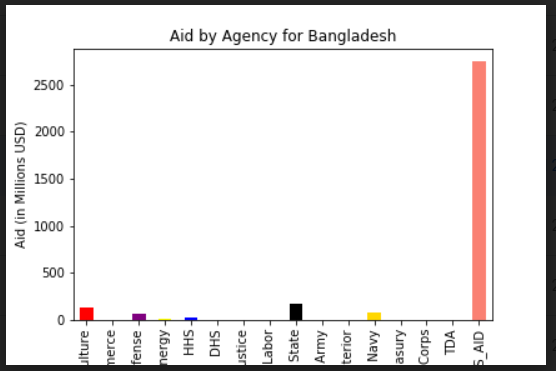 Aid by Agency for Bangladesh
Aid (in Millions USD)
2500
2000
1500
1000
500
0
ulture
merce
fense
nergy
HHS
DHS
ustice
Labor
State
Army
terior
Navy
asury
Corps
TDA
S_AID